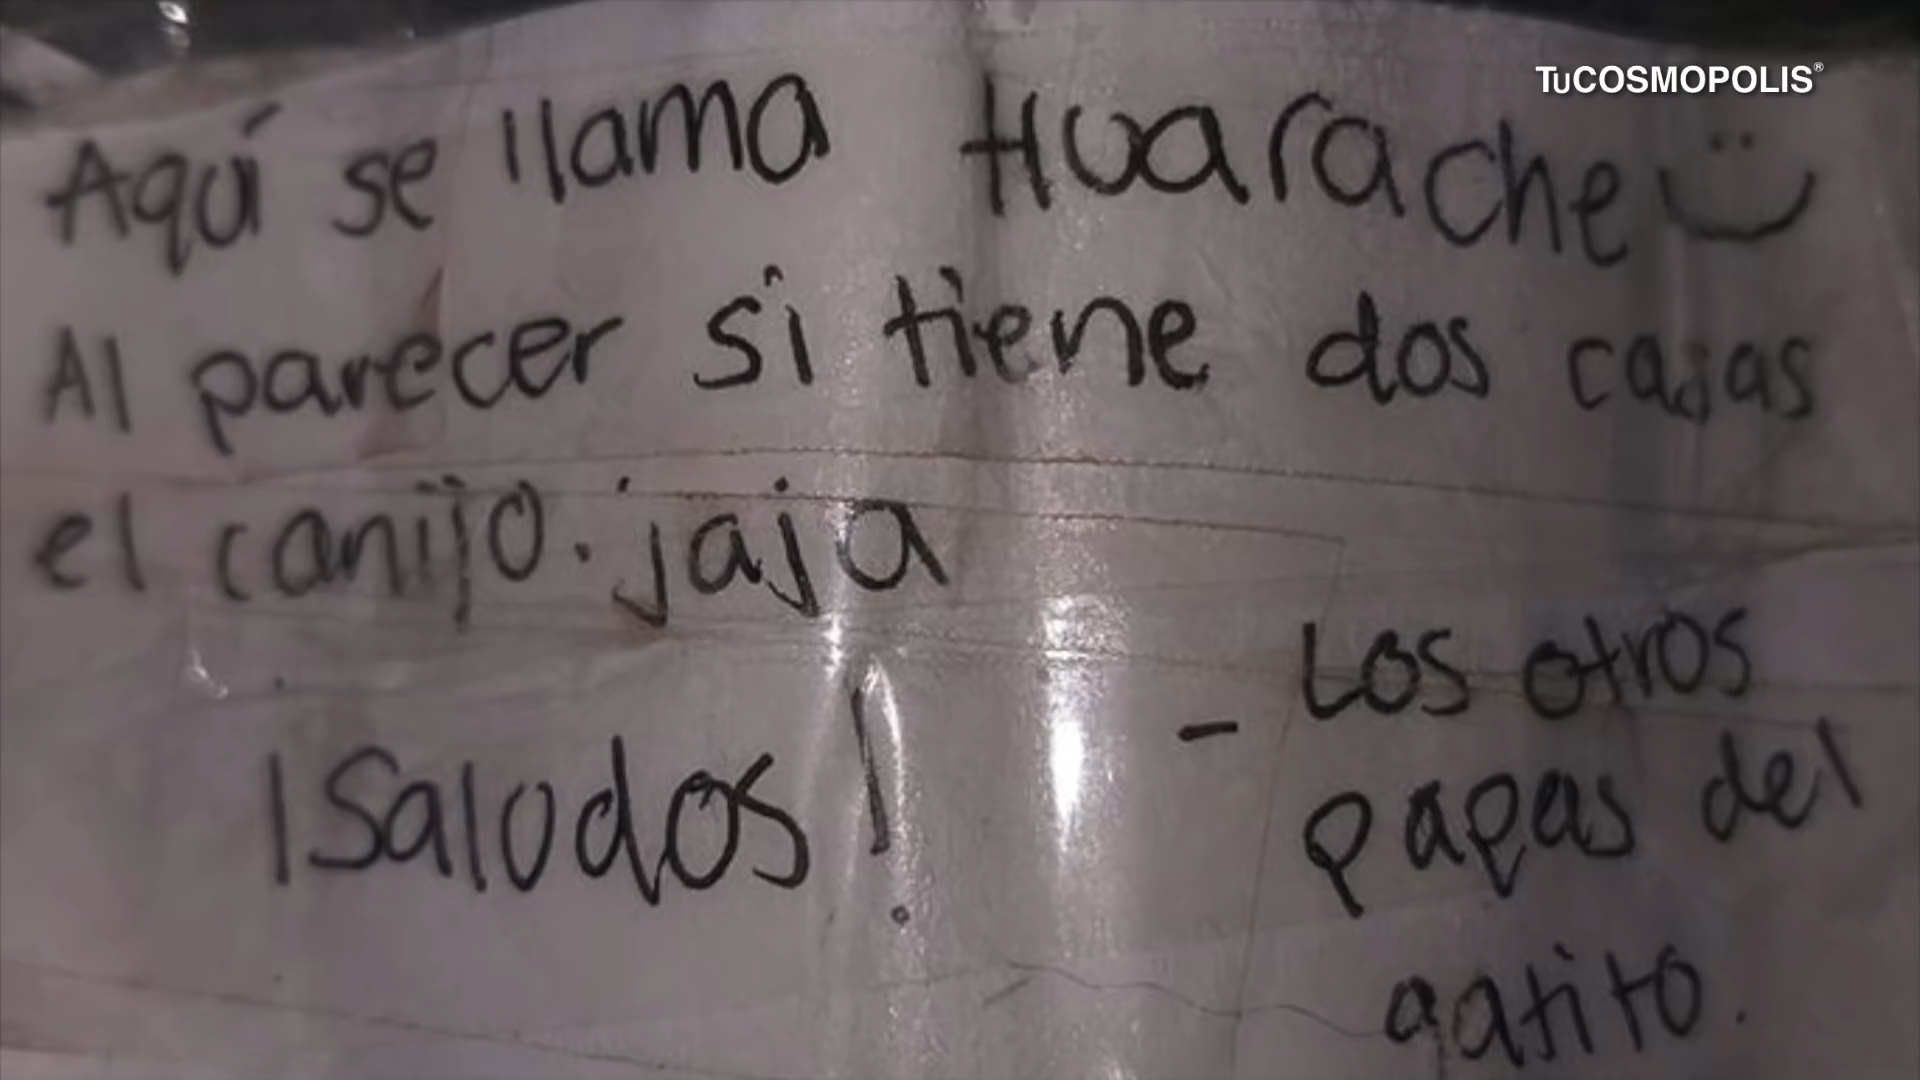 TuCOSMOPOLIS®
Aquí se llama Huarache
Al parecer si tiene dos casas
el canijo. jaja
¡Saludos!
- Los otros
papas del
gatito.